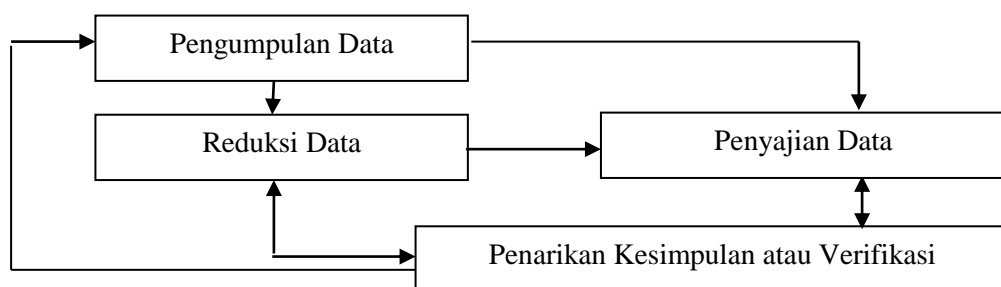 Pengumpulan Data
Reduksi Data
Penyajian Data
Penarikan Kesimpulan atau Verifikasi